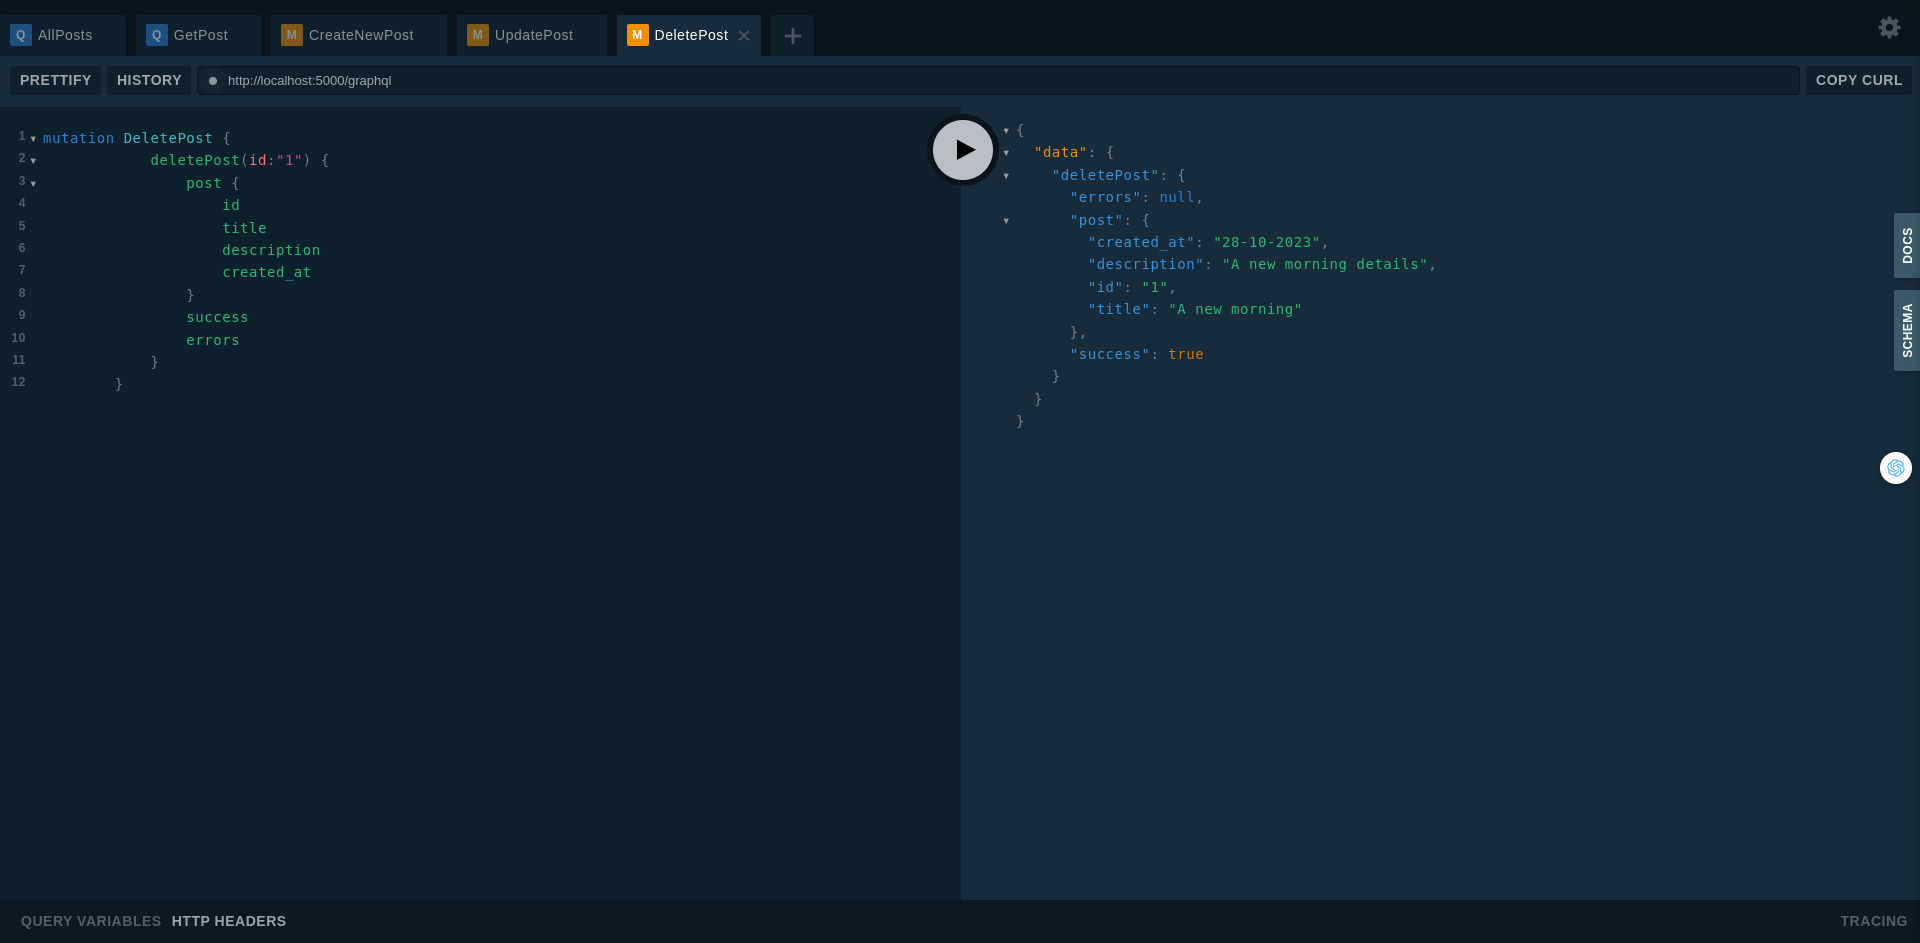 Q AllPosts
Q GetPost
M CreateNewPost
M UpdatePost
M DeletePost
PRETTIFY
HISTORY
http://localhost:5000/graphql
COPY CURL
1 mutation DeletePost {
2 deletePost(id:"1") {
3 post {
4 id
5 title
6 description
7 created_at
8 }
9 success
10 errors
11 }
12 }
{
"data": {
"deletePost": {
"errors": null,
"post": {
"created_at": "28-10-2023",
"description": "A new morning details",
"id": "1",
"title": "A new morning"
},
"success": true
}
}
}
DOCS
SCHEMA
QUERY VARIABLES
HTTP HEADERS
TRACING